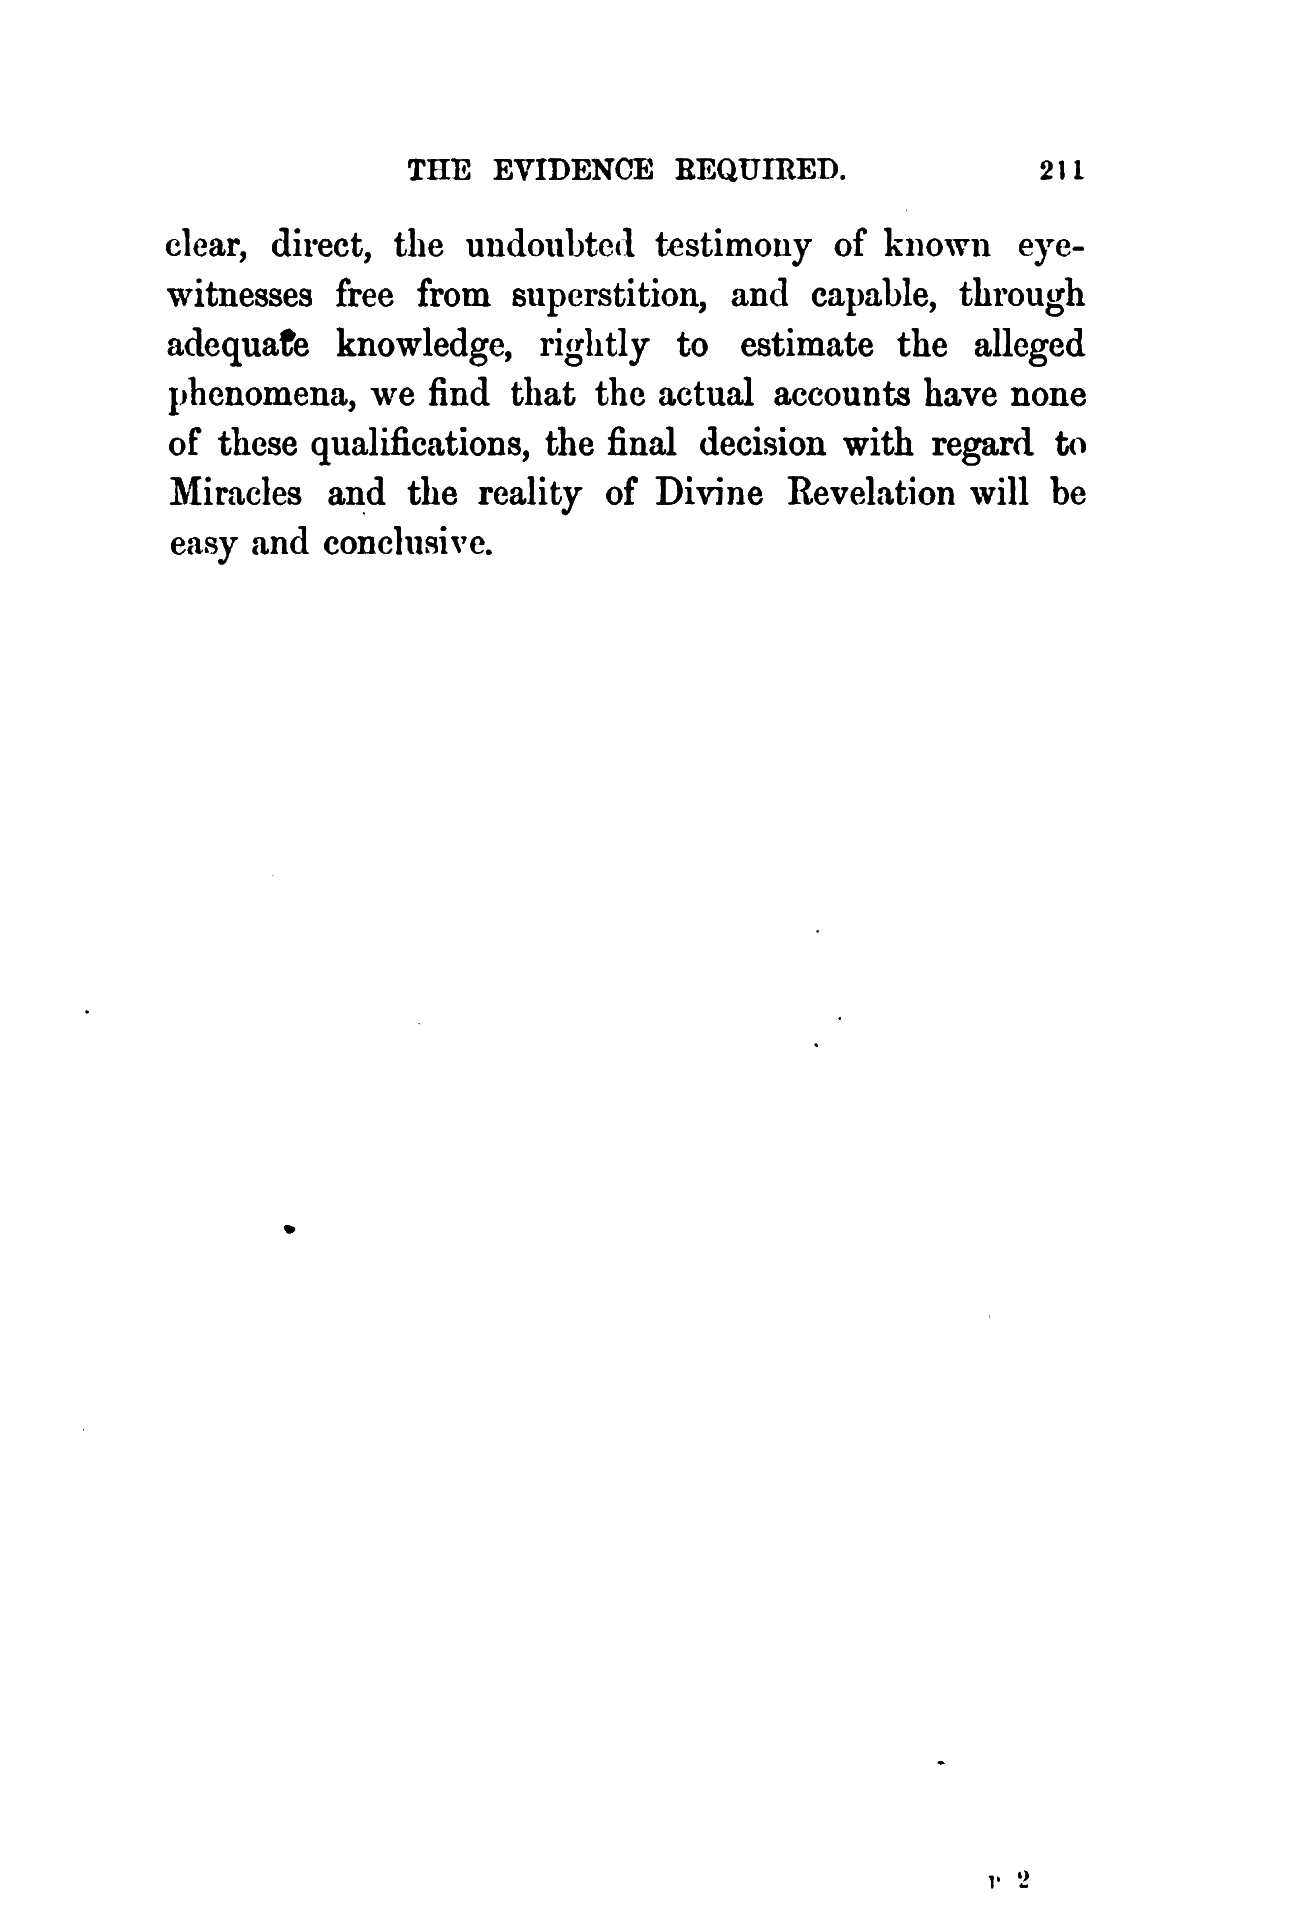 THE EVIDENCE REQUIRED. 211
clear, direct, the undoubted testimony of known eye-
witnesses free from superstition, and capable, through
adequate knowledge, rightly to estimate the alleged
phenomena, we find that the actual accounts have none
of these qualifications, the final decision with regard to
Miracles and the reality of Divine Revelation will be
easy and conclusive.
P 2